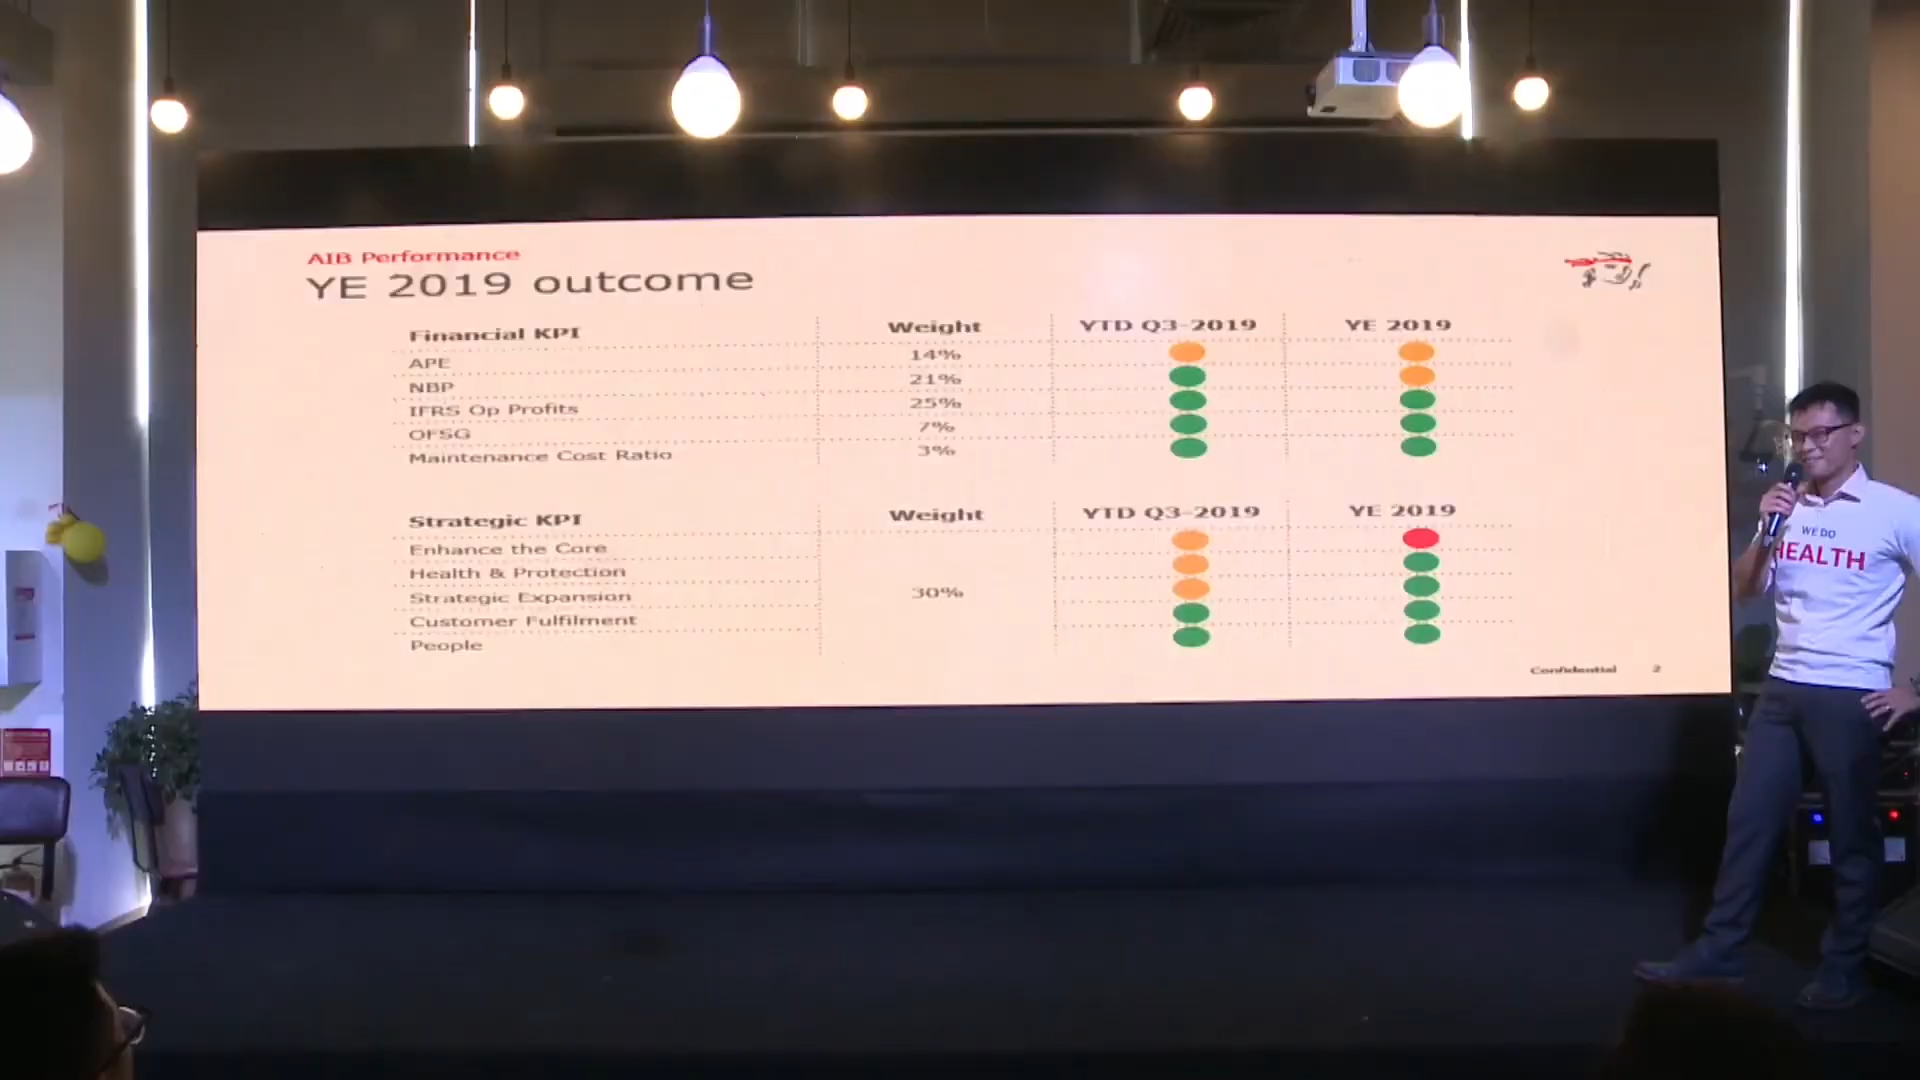 AIB Performance
YE 2019 outcome
Financial KPI Weight YTD Q3-2019 YE 2019
APE 14%
NBP 21%
IFRS Op Profits 25%
OFSG 7%
Maintenance Cost Ratio 3%
Strategic KPI Weight YTD Q3-2019 YE 2019
Enhance the Core
Health & Protection
Strategic Expansion 30%
Customer Fulfilment
People
Confidential 2
WE DO
HEALTH